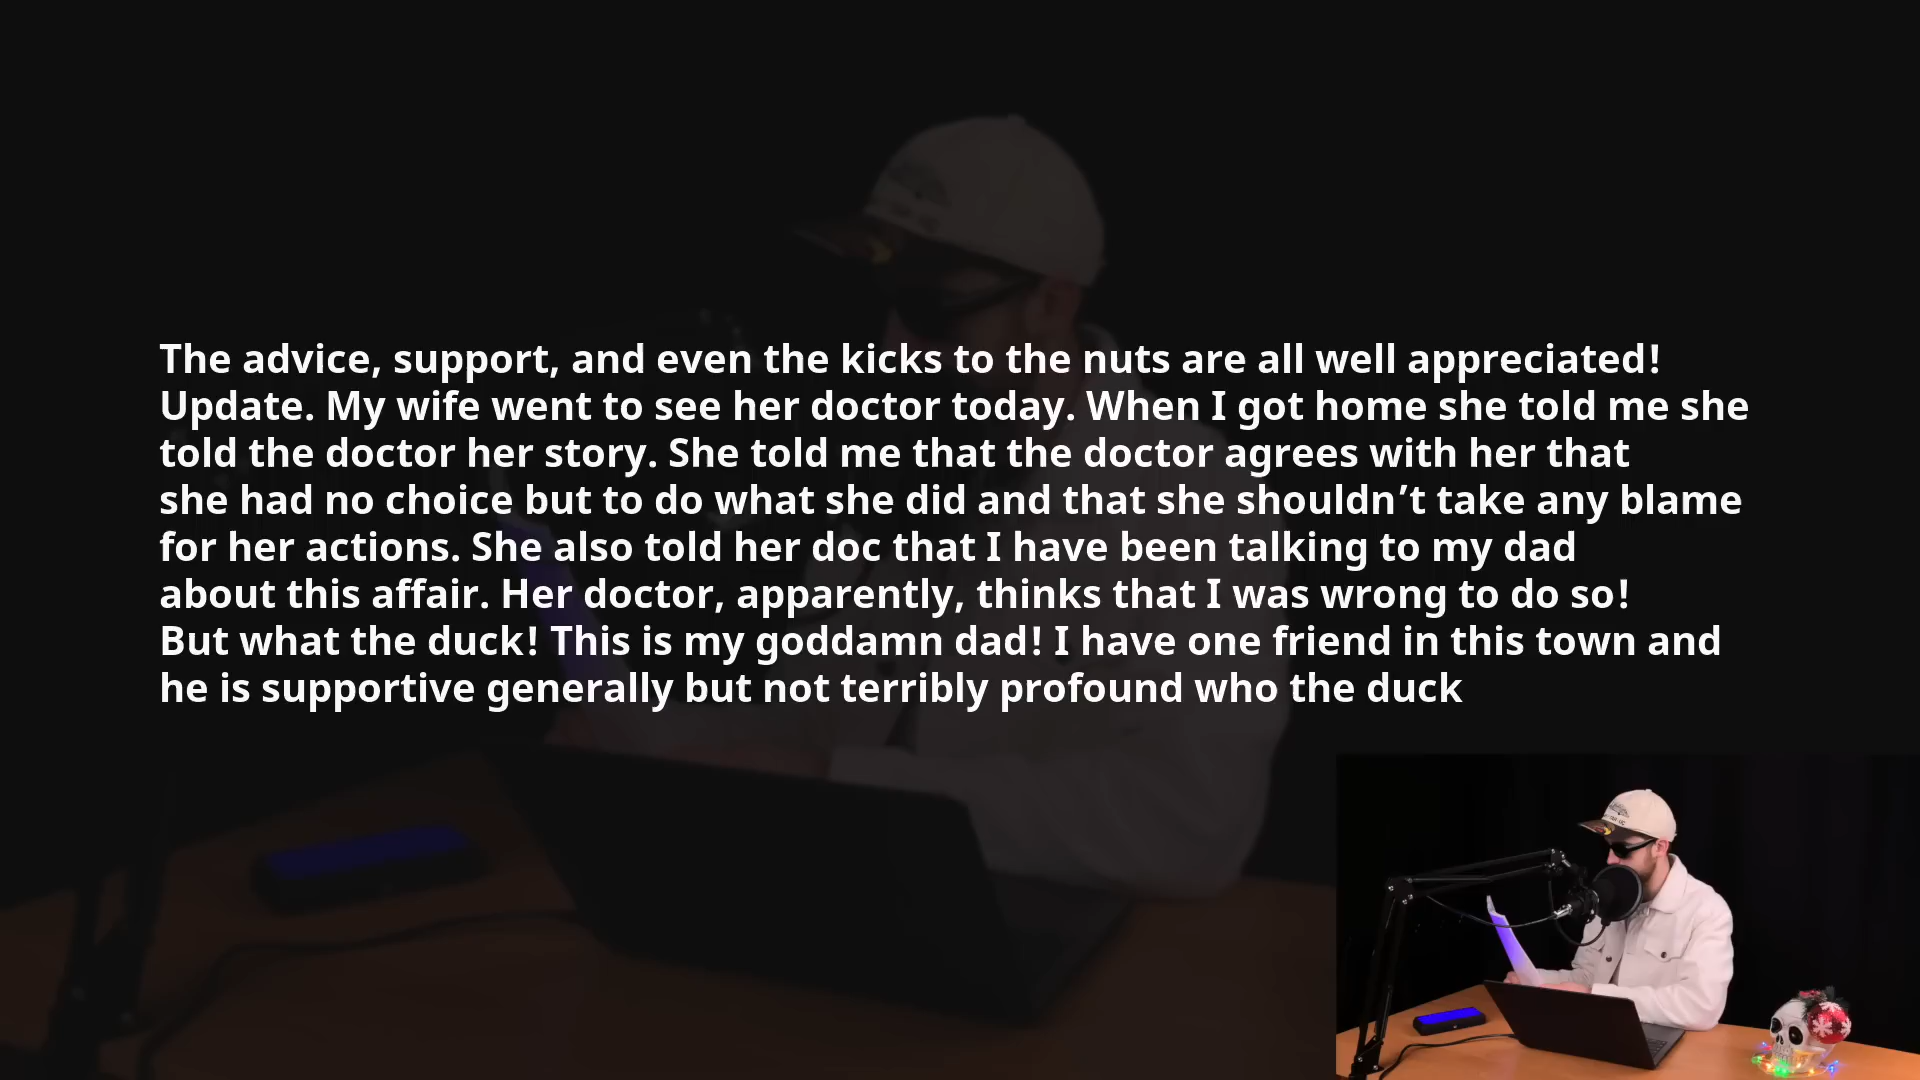 The advice, support, and even the kicks to the nuts are all well appreciated!
Update. My wife went to see her doctor today. When I got home she told me she
told the doctor her story. She told me that the doctor agrees with her that
she had no choice but to do what she did and that she shouldn’t take any blame
for her actions. She also told her doc that I have been talking to my dad
about this affair. Her doctor, apparently, thinks that I was wrong to do so!
But what the duck! This is my goddamn dad! I have one friend in this town and
he is supportive generally but not terribly profound who the duck